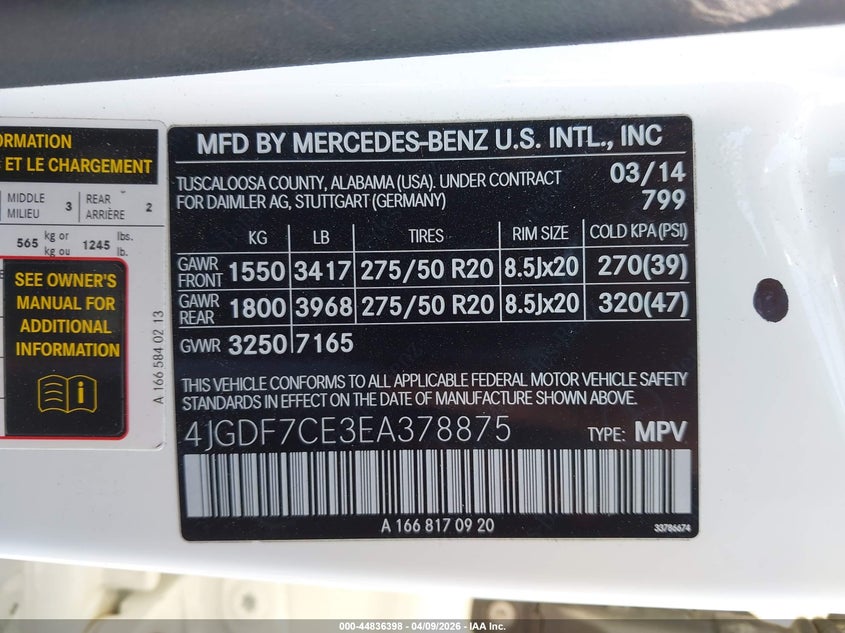 ORMATION
ET LE CHARGEMENT
MIDDLE
MILIEU
3
REAR
ARRIÈRE
2
565 kg or
kg ou
1245 lbs.
lb.
SEE OWNER'S
MANUAL FOR
ADDITIONAL
INFORMATION
A 166 584 02 13
MFD BY MERCEDES-BENZ U.S. INTL., INC
TUSCALOOSA COUNTY, ALABAMA (USA). UNDER CONTRACT
FOR DAIMLER AG, STUTTGART (GERMANY)
03/14
799
KG LB TIRES RIM SIZE COLD KPA(PSI)
GAWR FRONT 1550 3417 275/50 R20 8.5Jx20 270(39)
GAWR REAR 1800 3968 275/50 R20 8.5Jx20 320(47)
GVWR 3250 7165
THIS VEHICLE CONFORMS TO ALL APPLICABLE FEDERAL MOTOR VEHICLE SAFETY
STANDARDS IN EFFECT ON THE DATE OF MANUFACTURE SHOWN ABOVE.
4JGDF7CE3EA378875 TYPE: MPV
A 166 817 09 20
33786674
000-44836398 - 04/09/2026 - IAA Inc.